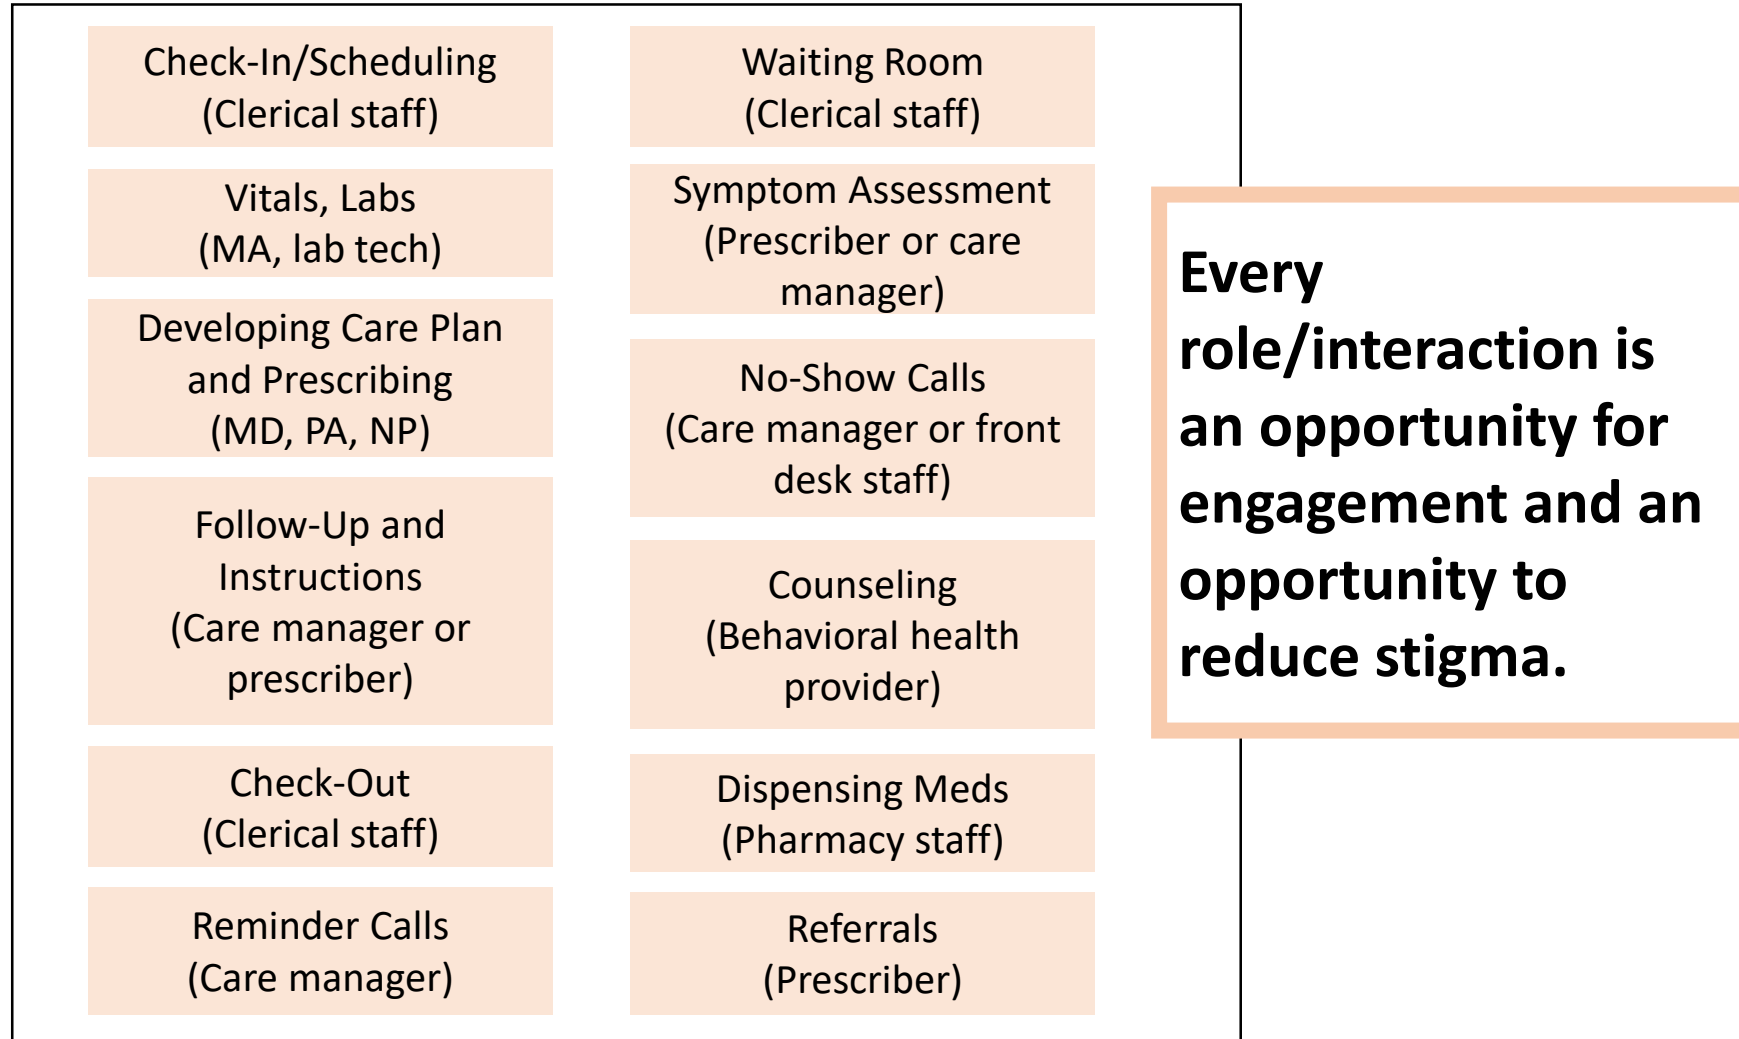 Check-In/Scheduling
(Clerical staff)
Vitals, Labs
(MA, lab tech)
Developing Care Plan
and Prescribing
(MD, PA, NP)
Follow-Up and
Instructions
(Care manager or
prescriber)
Check-Out
(Clerical staff)
Reminder Calls
(Care manager)
Waiting Room
(Clerical staff)
Symptom Assessment
(Prescriber or care
manager)
No-Show Calls
(Care manager or front
desk staff)
Counseling
(Behavioral health
provider)
Dispensing Meds
(Pharmacy staff)
Referrals
(Prescriber)
Every
role/interaction is
an opportunity for
engagement and an
opportunity to
reduce stigma.